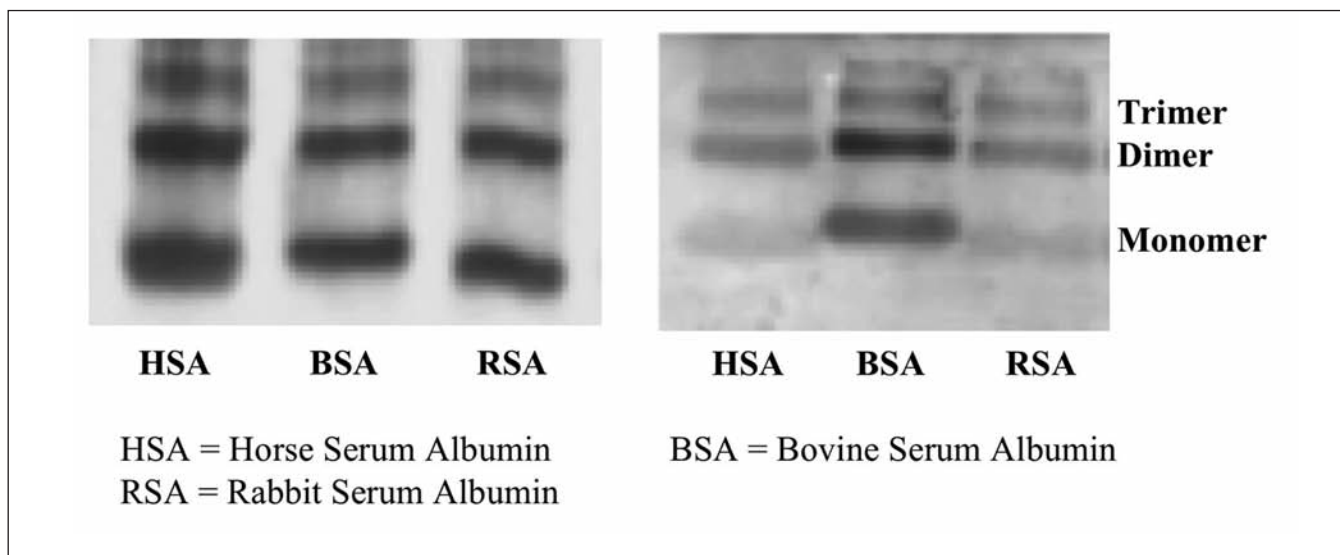 Trimer
Dimer
Monomer
HSA BSA RSA HSA BSA RSA
HSA = Horse Serum Albumin BSA = Bovine Serum Albumin
RSA = Rabbit Serum Albumin